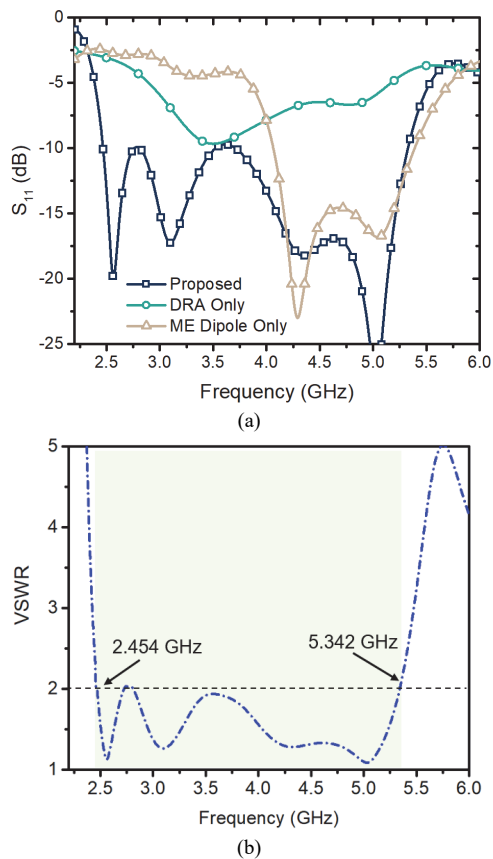 0
-5
-10
-15
-20
-25
S11 (dB)
Proposed
DRA Only
ME Dipole Only
2.5 3.0 3.5 4.0 4.5 5.0 5.5 6.0
Frequency (GHz)
(a)
5
4
3
2
1
VSWR
2.454 GHz
5.342 GHz
2.5 3.0 3.5 4.0 4.5 5.0 5.5 6.0
Frequency (GHz)
(b)